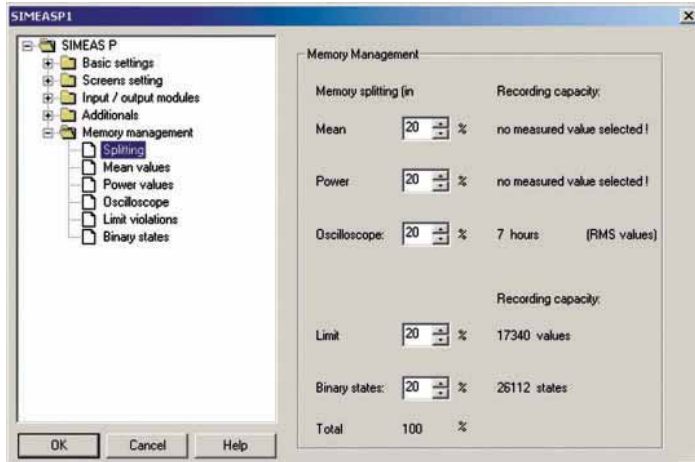 SIMEASP1
SIMEAS P
Basic settings
Screens setting
Input / output modules
Additionals
Memory management
Splitting
Mean values
Power values
Oscilloscope
Limit violations
Binary states
OK Cancel Help
Memory Management
Memory splitting (in Recording capacity:
Mean 20 % no measured value selected !
Power 20 % no measured value selected !
Oscilloscope: 20 % 7 hours (RMS values)
Recording capacity:
Limit 20 % 17340 values
Binary states: 20 % 26112 states
Total 100 %